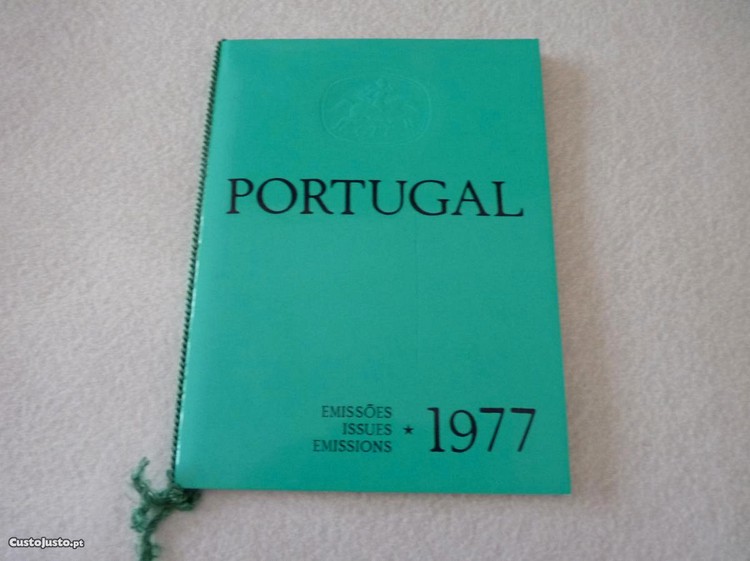 PORTUGAL
EMISSÕES
ISSUES
EMISSIONS
* 1977
CustoJusto.pt